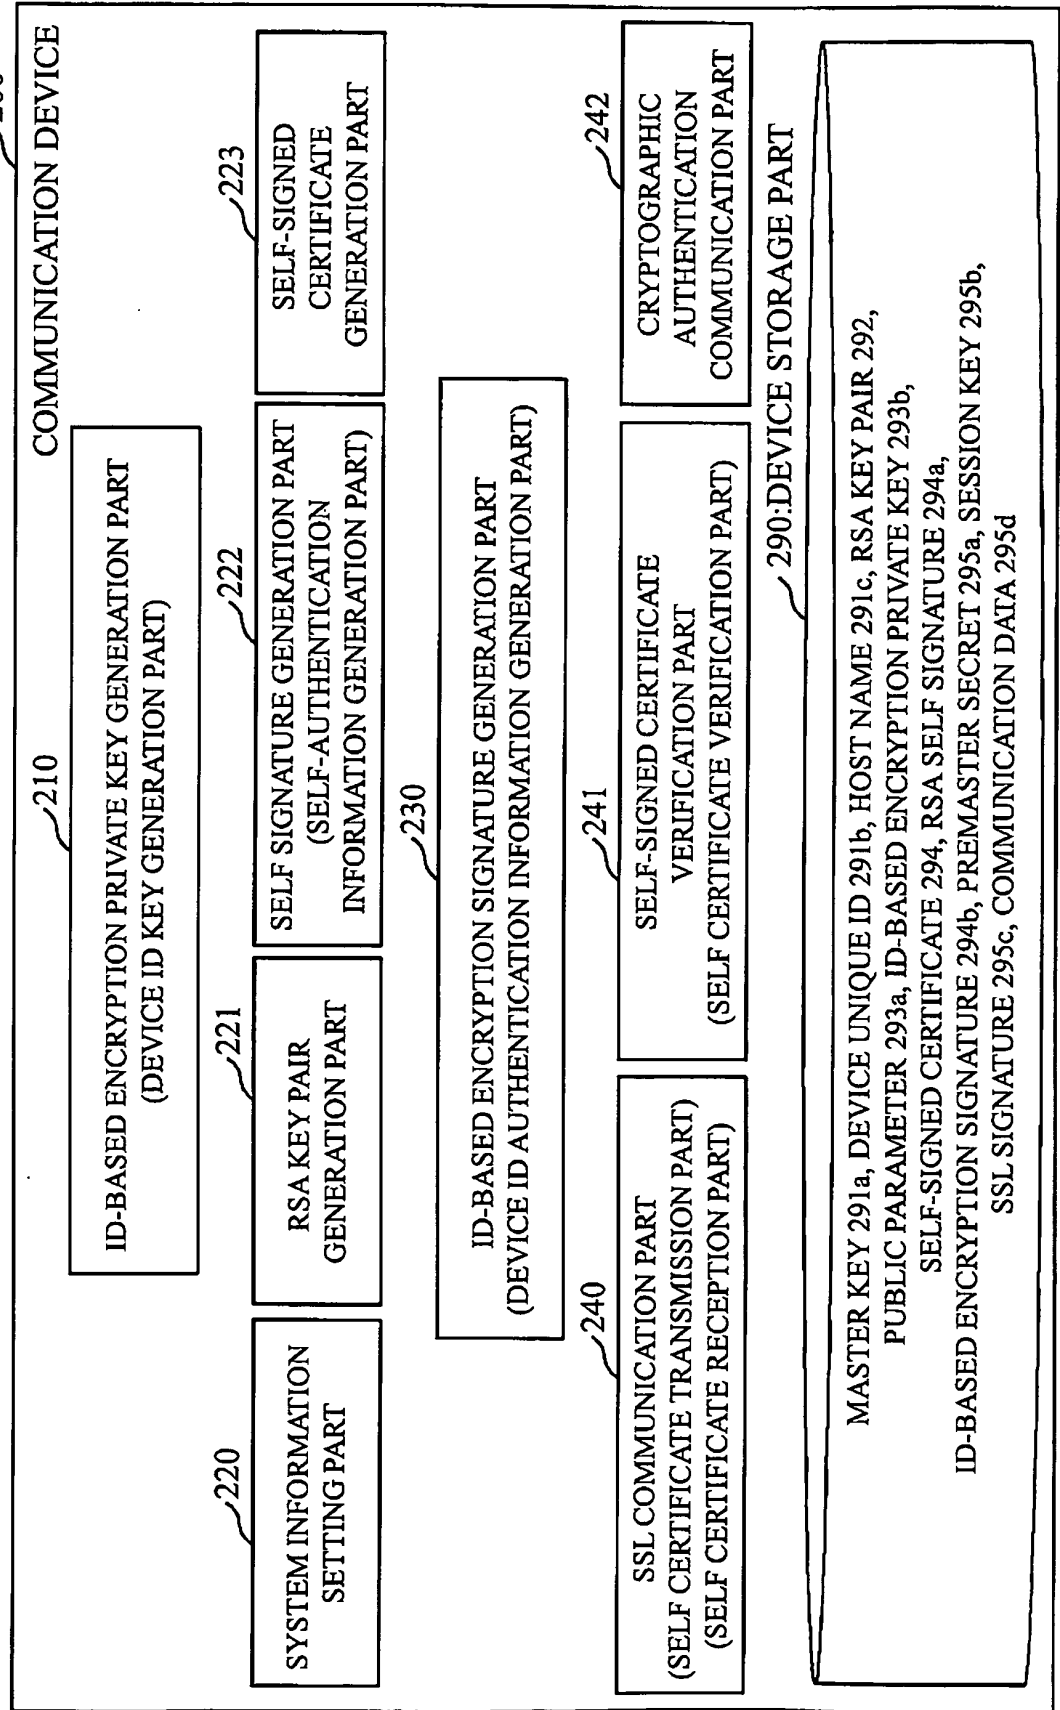 COMMUNICATION DEVICE
210
ID-BASED ENCRYPTION PRIVATE KEY GENERATION PART
(DEVICE ID KEY GENERATION PART)
220
SYSTEM INFORMATION
SETTING PART
221
RSA KEY PAIR
GENERATION PART
222
SELF SIGNATURE GENERATION PART
(SELF-AUTHENTICATION
INFORMATION GENERATION PART)
223
SELF-SIGNED
CERTIFICATE
GENERATION PART
230
ID-BASED ENCRYPTION SIGNATURE GENERATION PART
(DEVICE ID AUTHENTICATION INFORMATION GENERATION PART)
240
SSL COMMUNICATION PART
(SELF CERTIFICATE TRANSMISSION PART)
(SELF CERTIFICATE RECEPTION PART)
241
SELF-SIGNED CERTIFICATE
VERIFICATION PART
(SELF CERTIFICATE VERIFICATION PART)
242
CRYPTOGRAPHIC
AUTHENTICATION
COMMUNICATION PART
290:DEVICE STORAGE PART
MASTER KEY 291a, DEVICE UNIQUE ID 291b, HOST NAME 291c, RSA KEY PAIR 292,
PUBLIC PARAMETER 293a, ID-BASED ENCRYPTION PRIVATE KEY 293b,
SELF-SIGNED CERTIFICATE 294, RSA SELF SIGNATURE 294a,
ID-BASED ENCRYPTION SIGNATURE 294b, PREMASTER SECRET 295a, SESSION KEY 295b,
SSL SIGNATURE 295c, COMMUNICATION DATA 295d